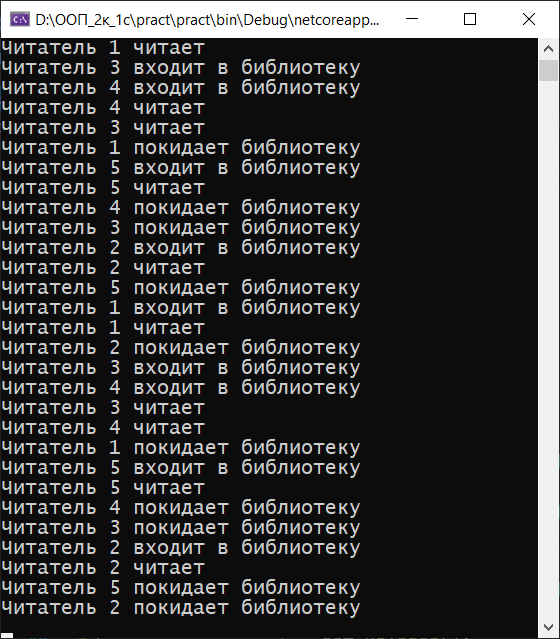 D:\ООП_2к_1с\pract\pract\bin\Debug\netcoreapp...
Читатель 1 читает
Читатель 3 входит в библиотеку
Читатель 4 входит в библиотеку
Читатель 4 читает
Читатель 3 читает
Читатель 1 покидает библиотеку
Читатель 5 входит в библиотеку
Читатель 5 читает
Читатель 4 покидает библиотеку
Читатель 3 покидает библиотеку
Читатель 2 входит в библиотеку
Читатель 2 читает
Читатель 5 покидает библиотеку
Читатель 1 входит в библиотеку
Читатель 1 читает
Читатель 2 покидает библиотеку
Читатель 3 входит в библиотеку
Читатель 4 входит в библиотеку
Читатель 3 читает
Читатель 4 читает
Читатель 1 покидает библиотеку
Читатель 5 входит в библиотеку
Читатель 5 читает
Читатель 4 покидает библиотеку
Читатель 3 покидает библиотеку
Читатель 2 входит в библиотеку
Читатель 2 читает
Читатель 5 покидает библиотеку
Читатель 2 покидает библиотеку